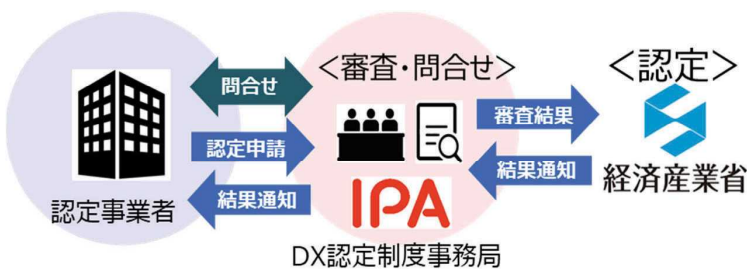 問合せ
認定申請
結果通知
認定事業者
＜審査・問合せ＞
IPA
DX認定制度事務局
審査結果
結果通知
＜認定＞
経済産業省